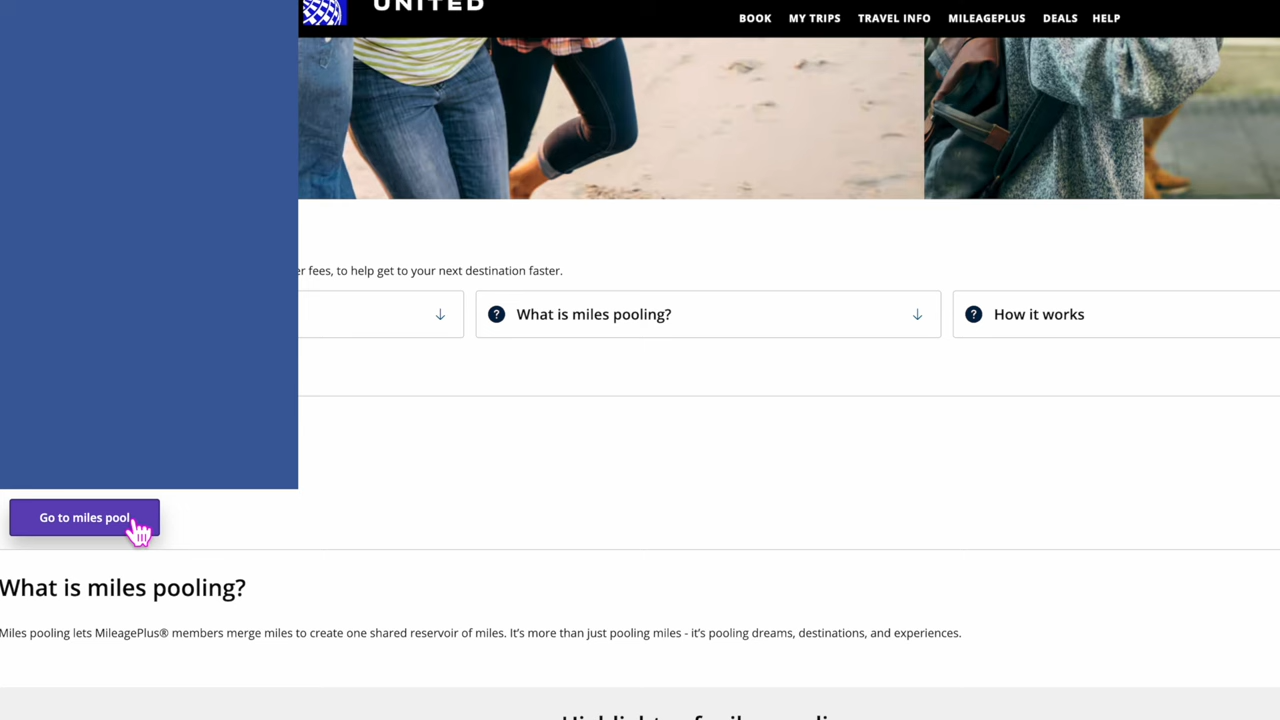 UNITED
BOOK MY TRIPS TRAVEL INFO MILEAGEPLUS DEALS HELP
fees, to help get to your next destination faster.
What is miles pooling?
How it works
Go to miles pool
What is miles pooling?
Miles pooling lets MileagePlus® members merge miles to create one shared reservoir of miles. It's more than just pooling miles - it's pooling dreams, destinations, and experiences.